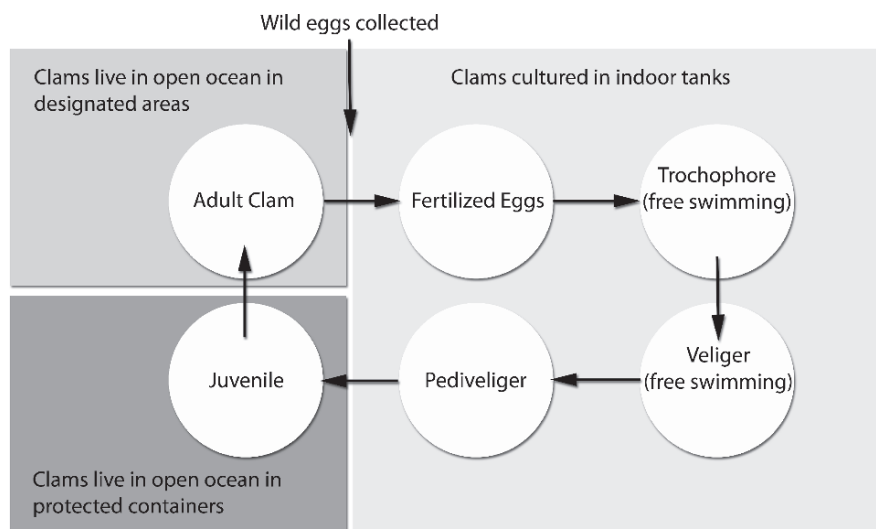 Wild eggs collected
Clams live in open ocean in
designated areas
Clams cultured in indoor tanks
Adult Clam
Fertilized Eggs
Trochophore
(free swimming)
Juvenile
Pediveliger
Veliger
(free swimming)
Clams live in open ocean in
protected containers